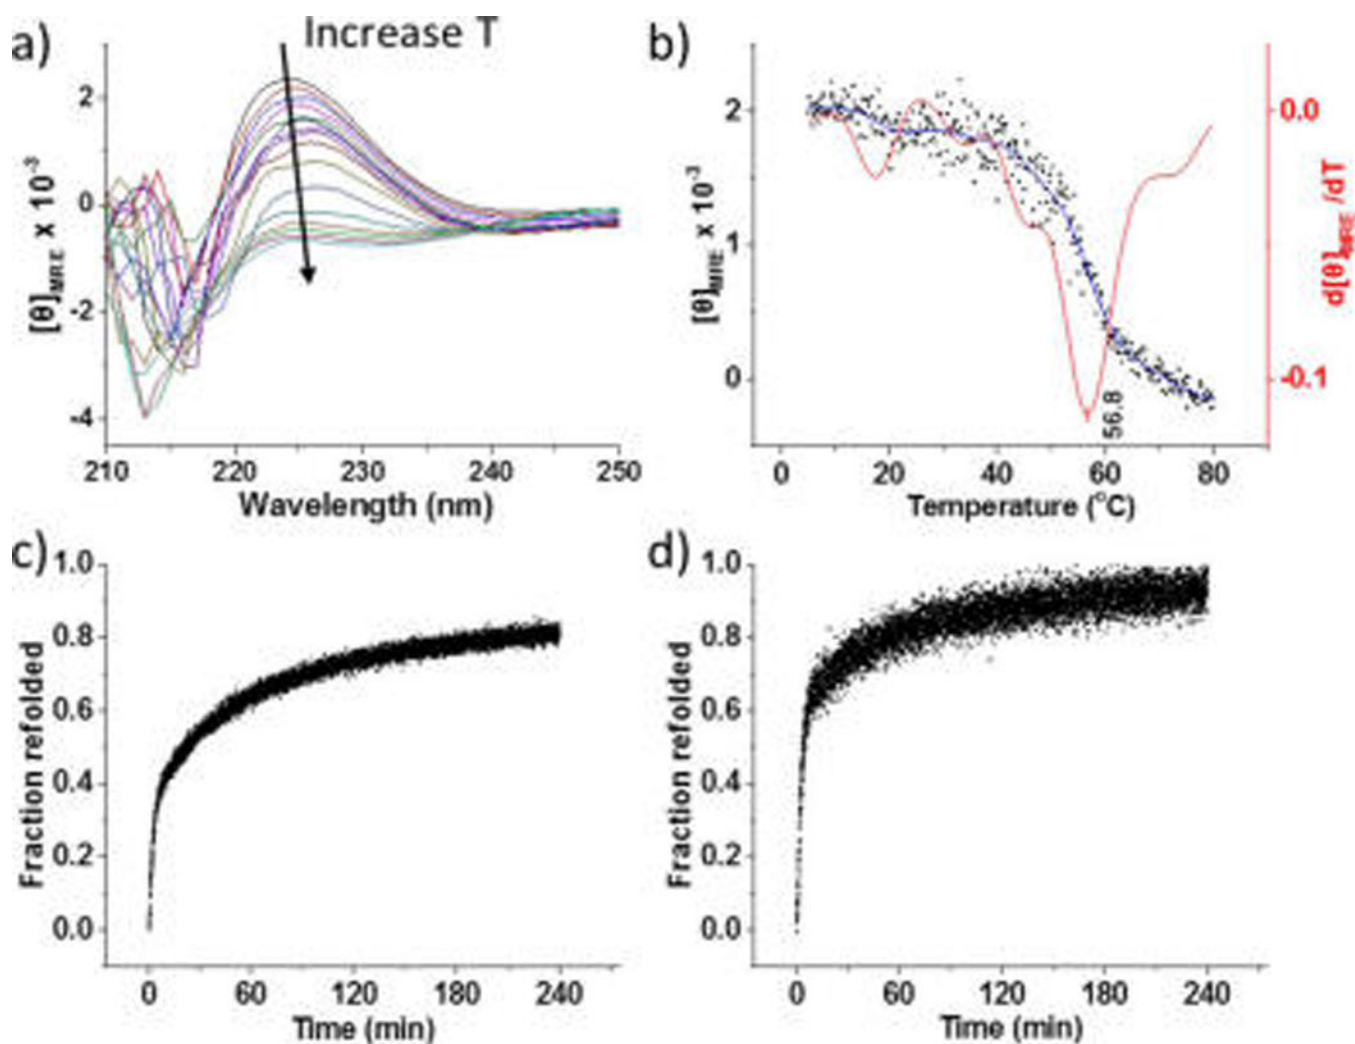 a) Increase T
2
0
-2
-4
[θ]MRE x 10-3
210 220 230 240 250
Wavelength (nm)
b)
2
1
0
[θ]MRE x 10-3
0.0
-0.1
d[θ]MRE/dT
56.8
0 20 40 60 80
Temperature (°C)
c)
1.0
0.8
0.6
0.4
0.2
0.0
Fraction refolded
0 60 120 180 240
Time (min)
d)
1.0
0.8
0.6
0.4
0.2
0.0
Fraction refolded
0 60 120 180 240
Time (min)